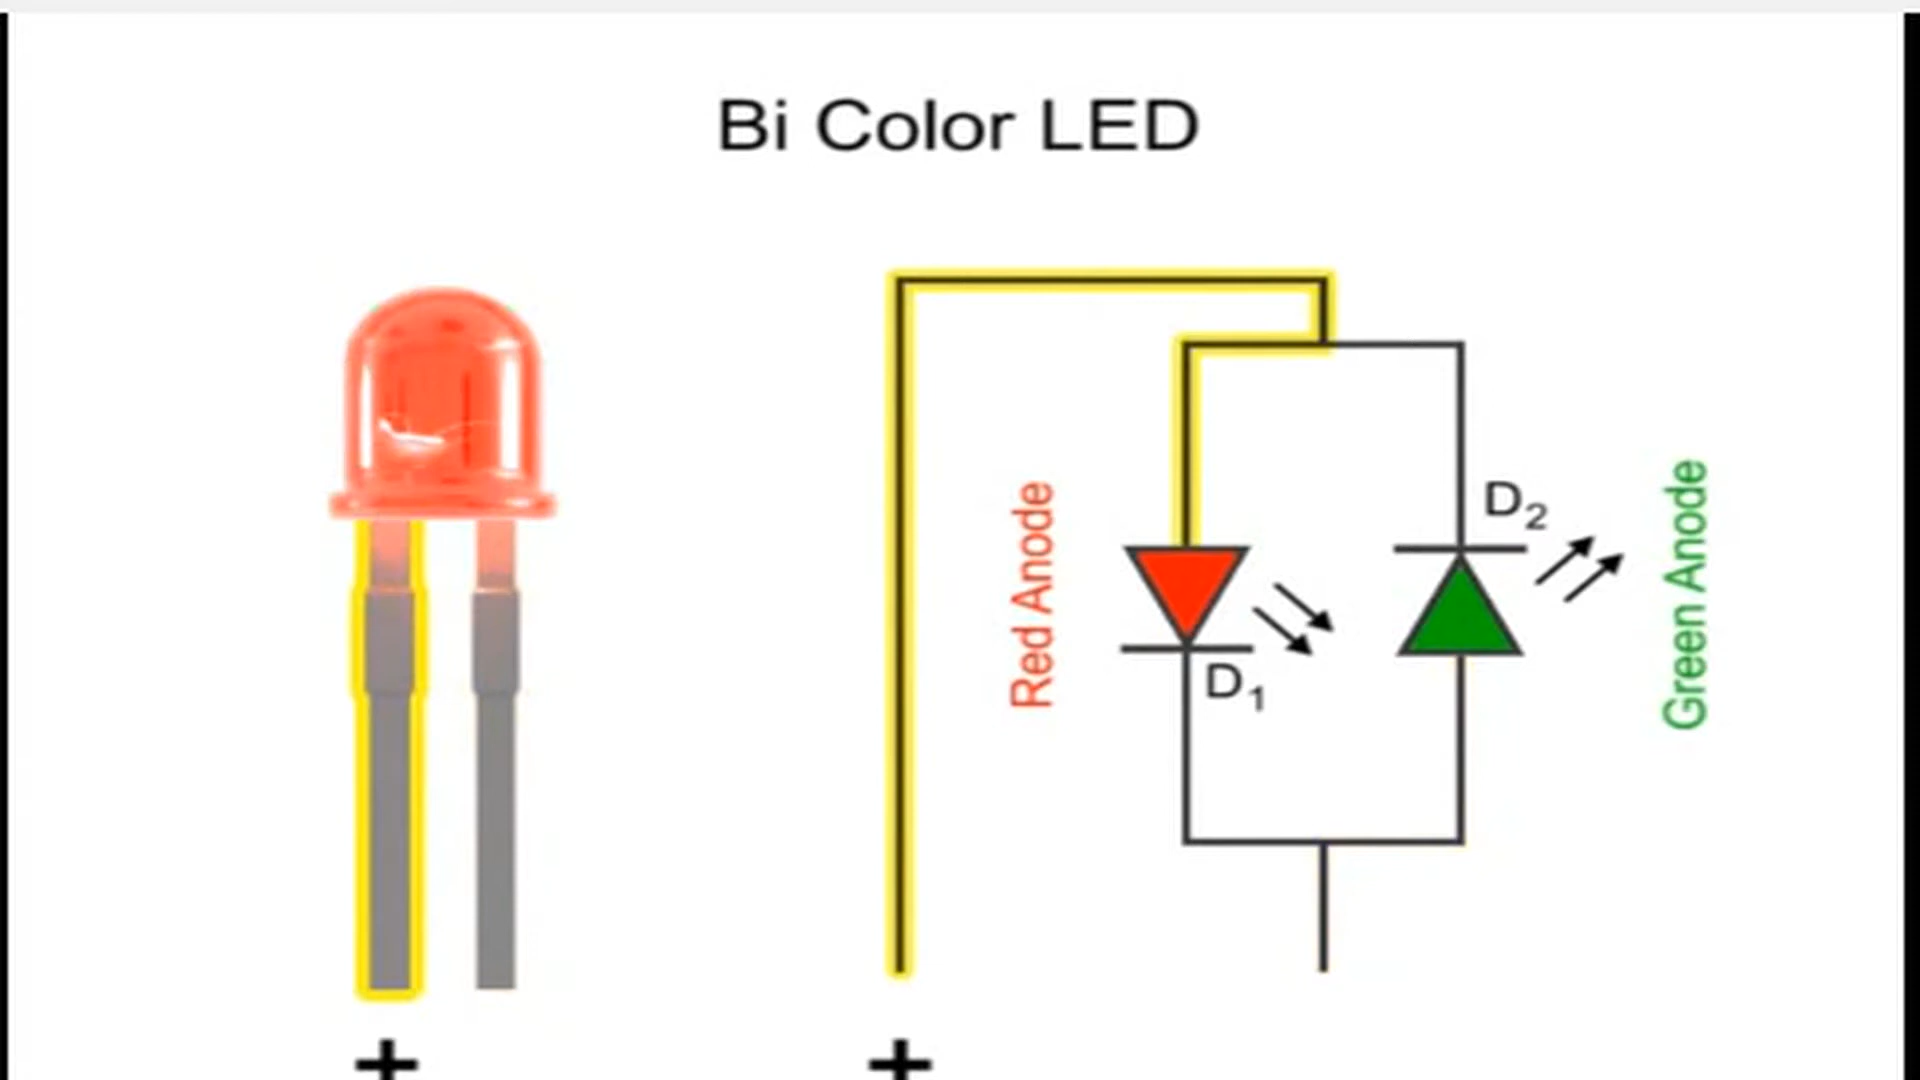 Bi Color LED
Red Anode
D1
D2
Green Anode
+
+